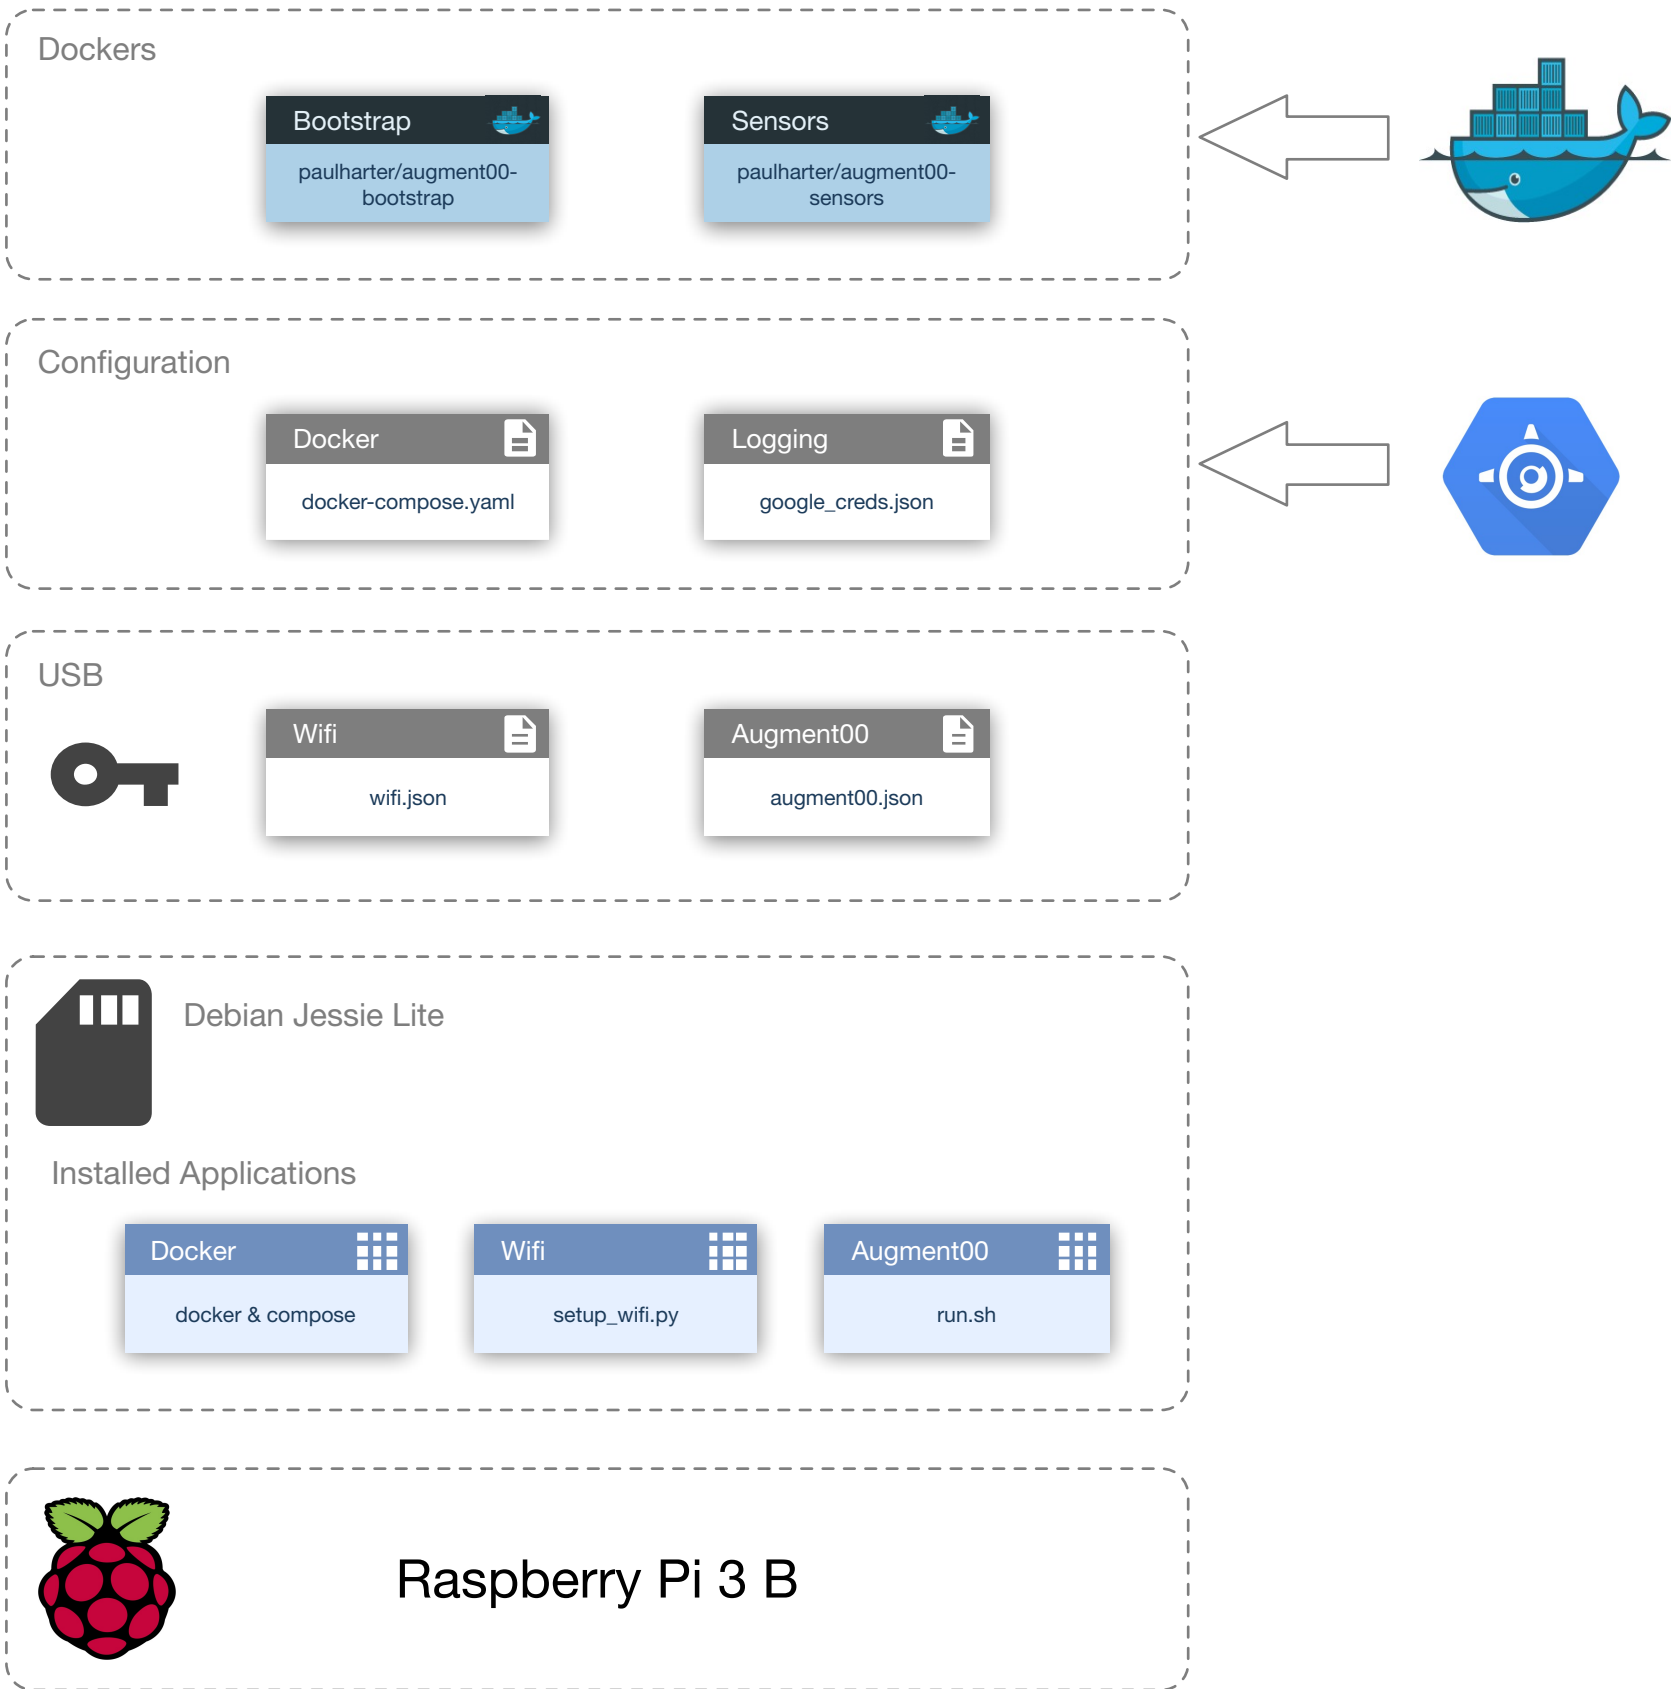 Dockers
Bootstrap
paulharter/augment00-
bootstrap
Sensors
paulharter/augment00-
sensors
Configuration
Docker
docker-compose.yaml
Logging
google_creds.json
USB
Wifi
wifi.json
Augment00
augment00.json
Debian Jessie Lite
Installed Applications
Docker
docker & compose
Wifi
setup_wifi.py
Augment00
run.sh
Raspberry Pi 3 B